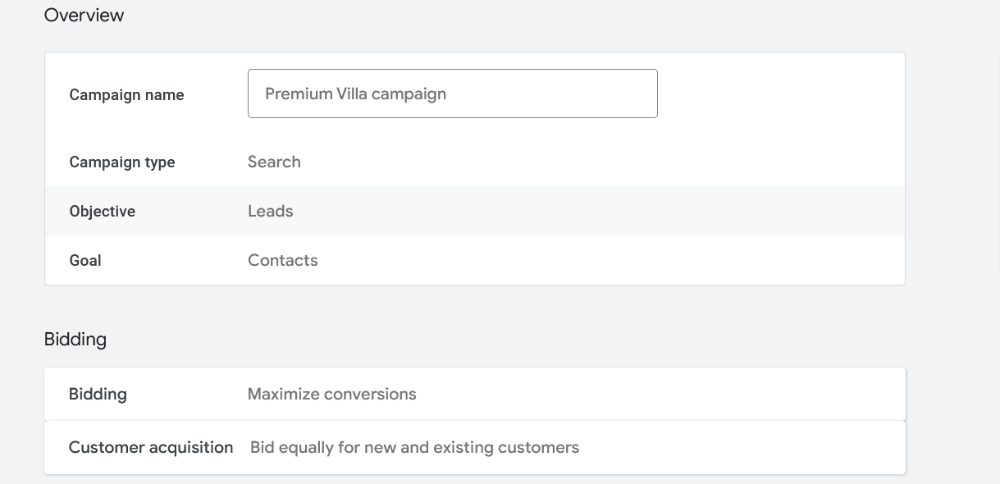 Overview
Campaign name Premium Villa campaign
Campaign type Search
Objective Leads
Goal Contacts
Bidding
Bidding Maximize conversions
Customer acquisition Bid equally for new and existing customers